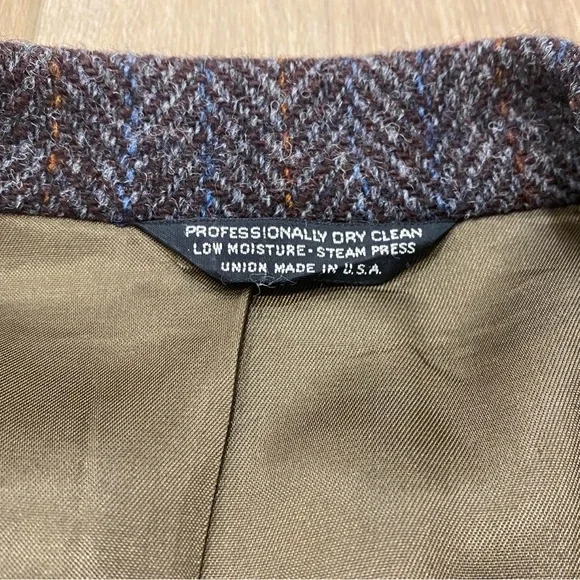 PROFESSIONALLY DRY CLEAN
LOW MOISTURE - STEAM PRESS
UNION MADE IN U.S.A.